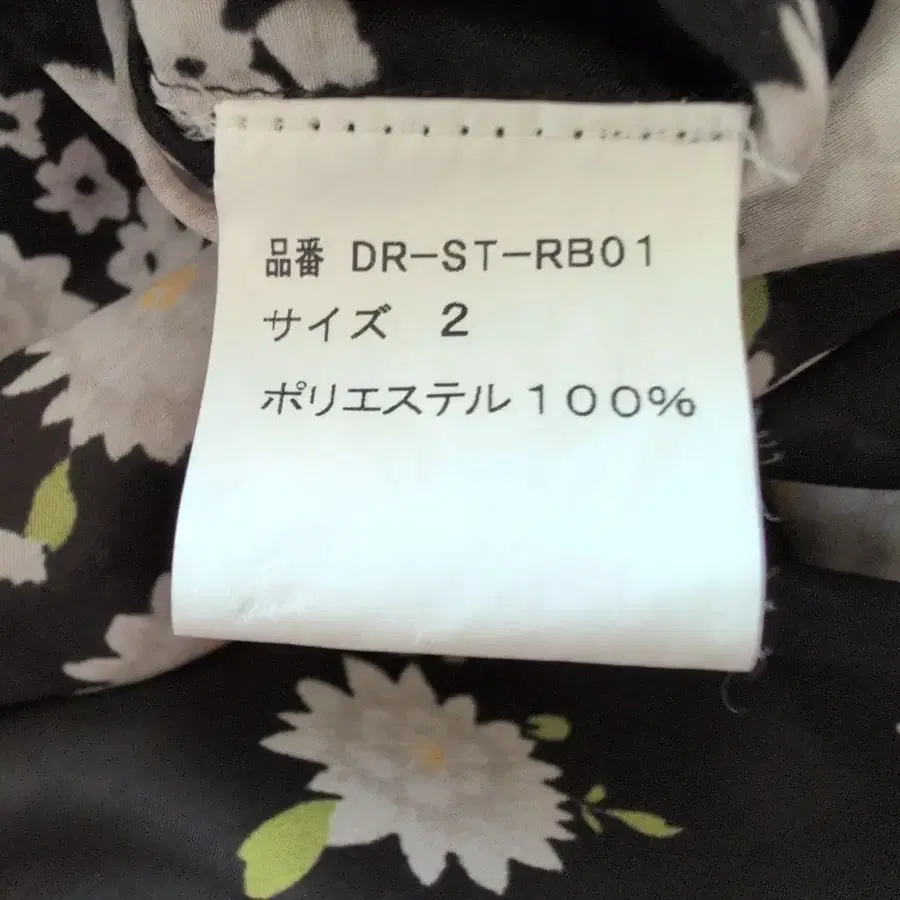 品番 DR-ST-RB01
サイズ 2
ポリエステル100%